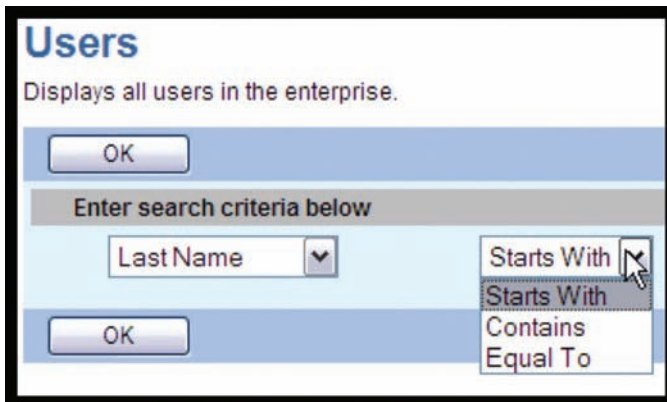 Users
Displays all users in the enterprise.
OK
Enter search criteria below
Last Name Starts With
Starts With
Contains
Equal To
OK